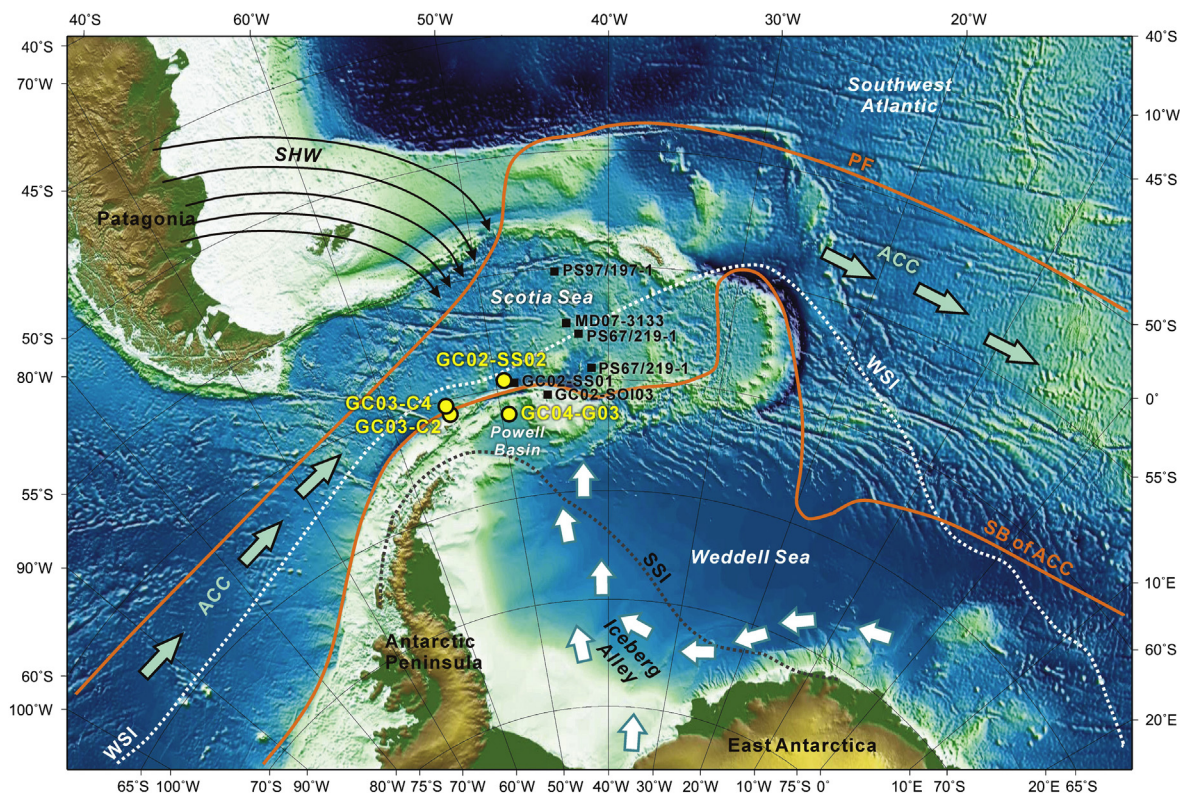 40°S 60°W 50°W 40°W 30°W 20°W
40°S
40°S
70°W
Southwest
Atlantic
10°W
SHW
PF
45°S
45°S
Patagonia
ACC
PS97/197-1
Scotia Sea
MD07-3133
PS67/219-1
50°S
50°S
GC02-SS02
WSI
PS67/219-1
80°W
GC02-SS01
GC02-SOI03
0°
GC03-C4
GC04-G03
GC03-C2
Powell
Basin
55°S
55°S
SB of ACC
Weddell Sea
SSI
90°W
10°E
ACC
Iceberg
Alley
Antarctic
Peninsula
60°S
60°S
100°W
20°E
WSI
East Antarctica
65°S 100°W 90°W 80°W 75°S 70°W 60°W 50°W 40°W 30°W 20°W 10°W 75°S 0° 10°E 70°S 20°E 65°S